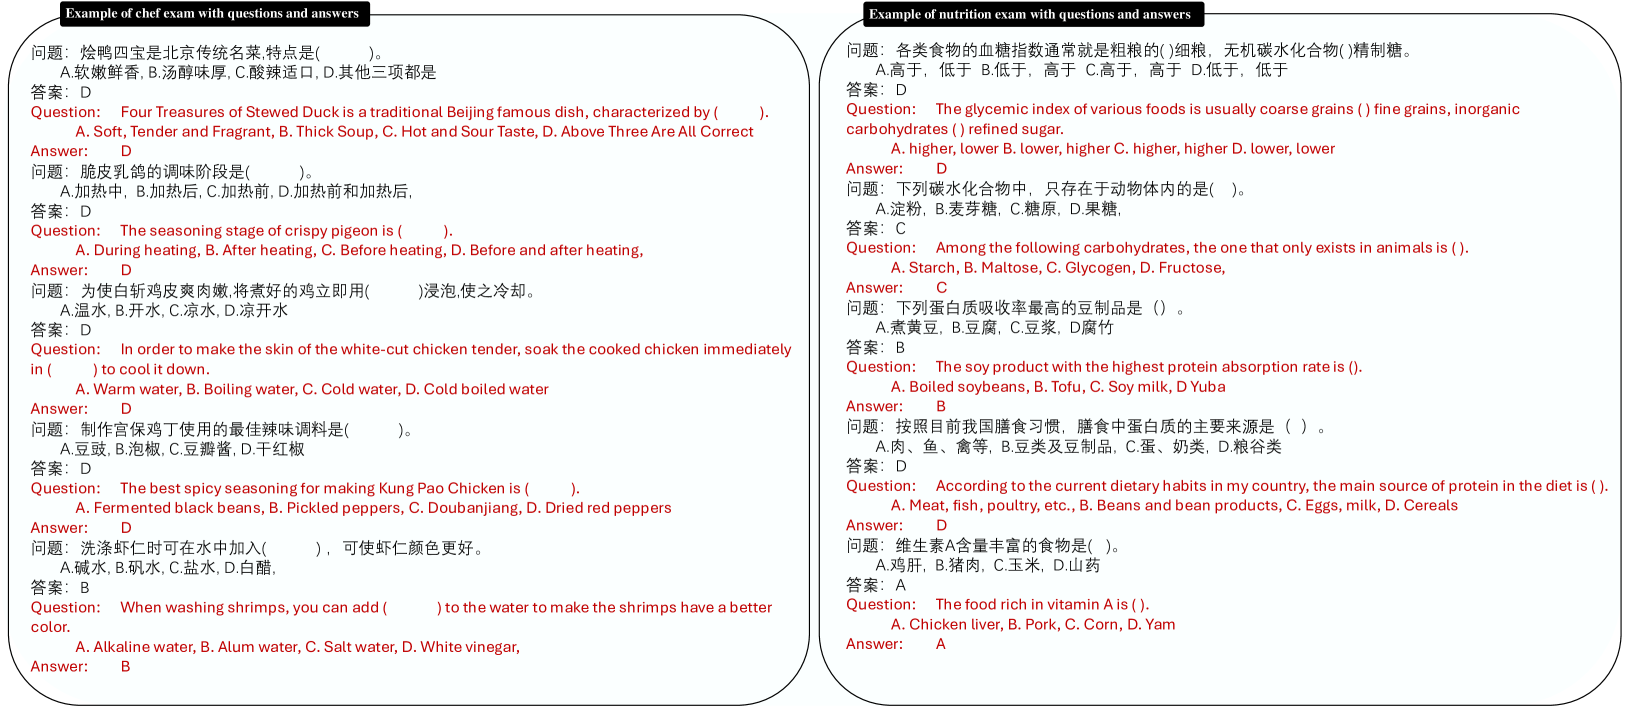 Example of chef exam with questions and answers
问题：烩鸭四宝是北京传统名菜,特点是( )。
A.软嫩鲜香, B.汤醇味厚, C.酸辣适口, D.其他三项都是
答案：D
Question: Four Treasures of Stewed Duck is a traditional Beijing famous dish, characterized by ( ).
A. Soft, Tender and Fragrant, B. Thick Soup, C. Hot and Sour Taste, D. Above Three Are All Correct
Answer: D
问题：脆皮乳鸽的调味阶段是( )。
A.加热中, B.加热后, C.加热前, D.加热前和加热后,
答案：D
Question: The seasoning stage of crispy pigeon is ( ).
A. During heating, B. After heating, C. Before heating, D. Before and after heating,
Answer: D
问题：为使白斩鸡皮爽肉嫩,将煮好的鸡立即用( )浸泡,使之冷却。
A.温水, B.开水, C.凉水, D.凉开水
答案：D
Question: In order to make the skin of the white-cut chicken tender, soak the cooked chicken immediately
in ( ) to cool it down.
A. Warm water, B. Boiling water, C. Cold water, D. Cold boiled water
Answer: D
问题：制作宫保鸡丁使用的最佳辣味调料是( )。
A.豆豉, B.泡椒, C.豆瓣酱, D.干红椒
答案：D
Question: The best spicy seasoning for making Kung Pao Chicken is ( ).
A. Fermented black beans, B. Pickled peppers, C. Doubanjiang, D. Dried red peppers
Answer: D
问题：洗涤虾仁时可在水中加入( )，可使虾仁颜色更好。
A.碱水, B.矾水, C.盐水, D.白醋,
答案：B
Question: When washing shrimps, you can add ( ) to the water to make the shrimps have a better
color.
A. Alkaline water, B. Alum water, C. Salt water, D. White vinegar,
Answer: B
Example of nutrition exam with questions and answers
问题：各类食物的血糖指数通常就是粗粮的( )细粮，无机碳水化合物( )精制糖。
A.高于，低于 B.低于，高于 C.高于，高于 D.低于，低于
答案：D
Question: The glycemic index of various foods is usually coarse grains ( ) fine grains, inorganic
carbohydrates ( ) refined sugar.
A. higher, lower B. lower, higher C. higher, higher D. lower, lower
Answer: D
问题：下列碳水化合物中，只存在于动物体内的是( )。
A.淀粉, B.麦芽糖, C.糖原, D.果糖,
答案：C
Question: Among the following carbohydrates, the one that only exists in animals is ( ).
A. Starch, B. Maltose, C. Glycogen, D. Fructose,
Answer: C
问题：下列蛋白质吸收率最高的豆制品是（）。
A.煮黄豆, B.豆腐, C.豆浆, D腐竹
答案：B
Question: The soy product with the highest protein absorption rate is ().
A. Boiled soybeans, B. Tofu, C. Soy milk, D Yuba
Answer: B
问题：按照目前我国膳食习惯，膳食中蛋白质的主要来源是（ ）。
A.肉、鱼、禽等, B.豆类及豆制品, C.蛋、奶类, D.粮谷类
答案：D
Question: According to the current dietary habits in my country, the main source of protein in the diet is ( ).
A. Meat, fish, poultry, etc., B. Beans and bean products, C. Eggs, milk, D. Cereals
Answer: D
问题：维生素A含量丰富的食物是( )。
A.鸡肝, B.猪肉, C.玉米, D.山药
答案：A
Question: The food rich in vitamin A is ( ).
A. Chicken liver, B. Pork, C. Corn, D. Yam
Answer: A